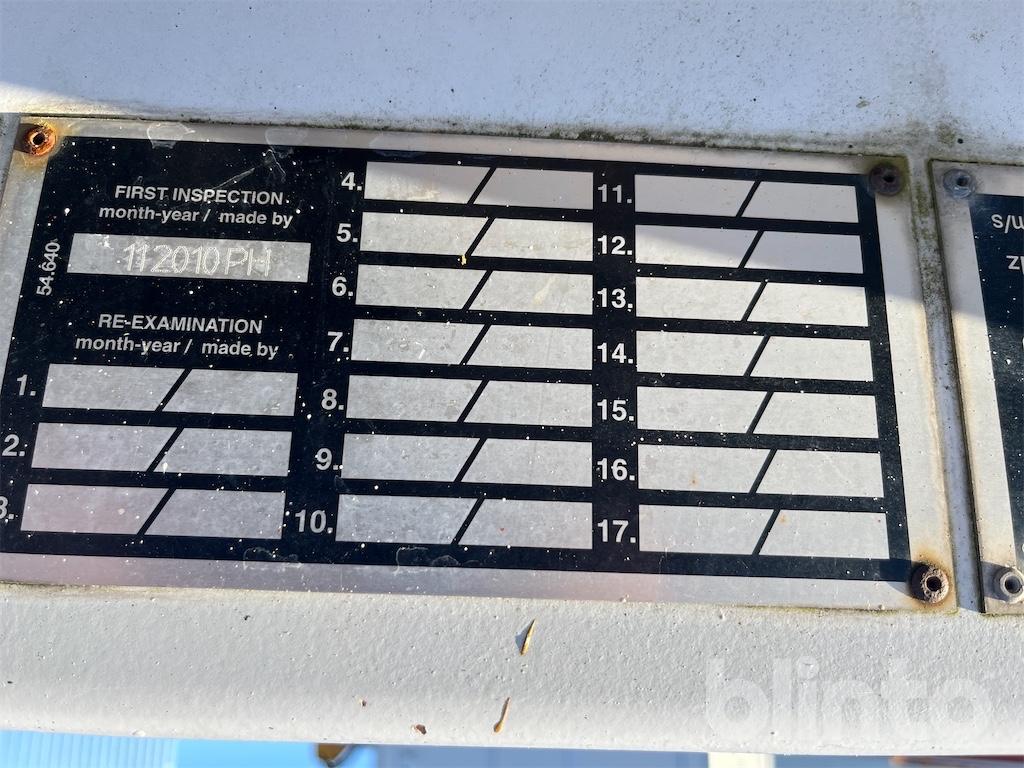 FIRST INSPECTION
month-year / made by
11 2010 PH
54.640
RE-EXAMINATION
month-year / made by
1.
2.
3.
4.
5.
6.
7.
8.
9.
10.
11.
12.
13.
14.
15.
16.
17.
m/s
blinto